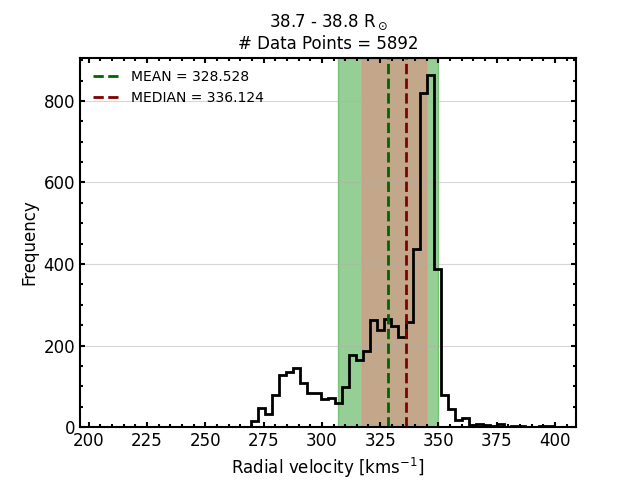 38.7 - 38.8 R⊙
# Data Points = 5892
MEAN = 328.528
MEDIAN = 336.124
800
600
400
200
0
Frequency
200 225 250 275 300 325 350 375 400
Radial velocity [kms⁻¹]